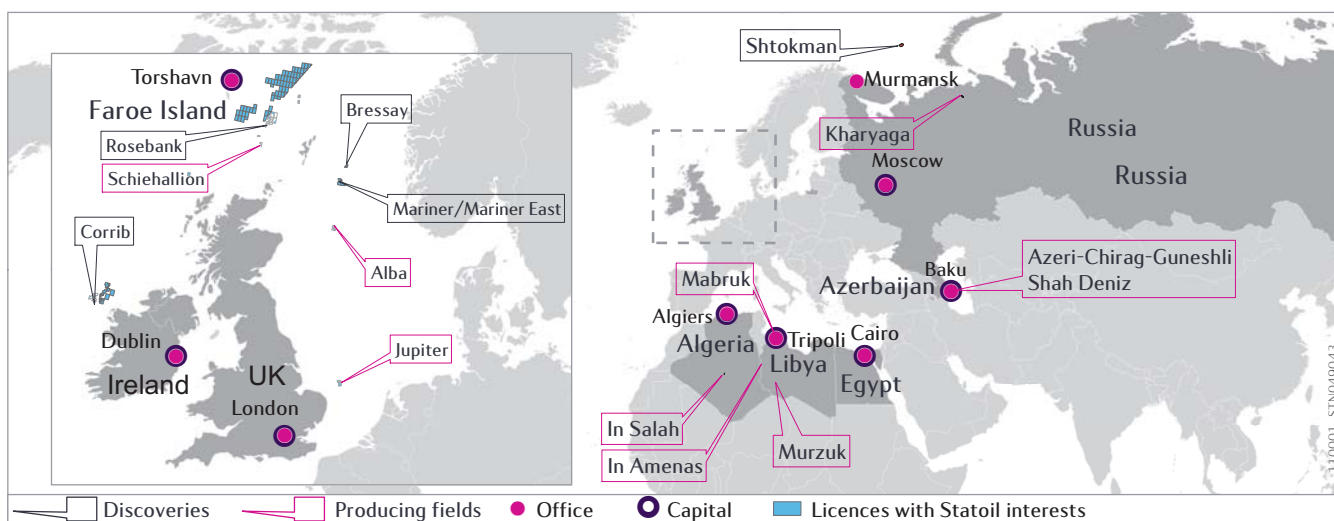 Torshavn
Faroe Island
Rosebank
Schiehallion
Bressay
Mariner/Mariner East
Corrib
Alba
Dublin
Ireland
UK
London
Jupiter
Shtokman
Murmansk
Kharyaga
Russia
Moscow
Russia
Azeri-Chirag-Guneshli
Shah Deniz
Baku
Azerbaijan
Mabruk
Algiers
Algeria
Tripoli
Libya
Cairo
Egypt
In Salah
In Amenas
Murzuk
110001_STN049043
Discoveries
Producing fields
Office
Capital
Licences with Statoil interests